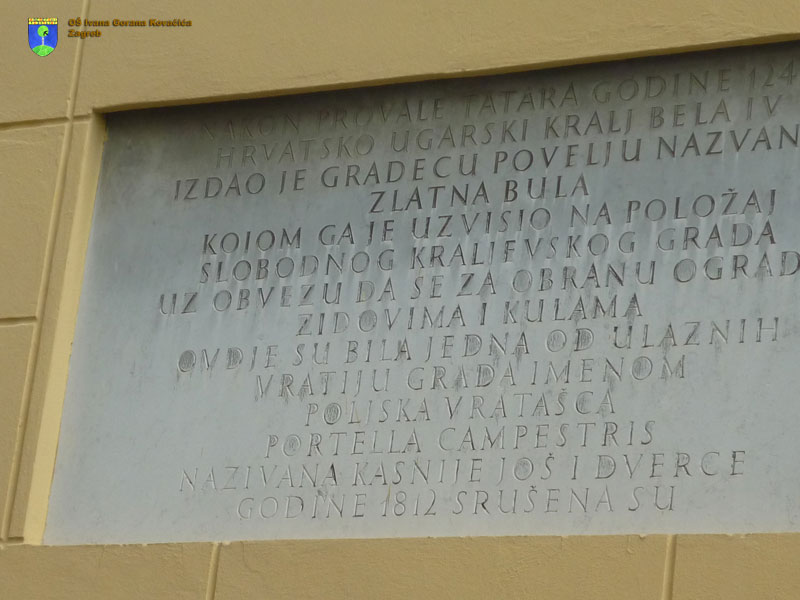 OŠ Ivana Gorana Kovačića
Zagreb
NAKON PROVALE TATARA GODINE 124
HRVATSKO UGARSKI KRALJ BELA IV
IZDAO JE GRADECU POVELJU NAZVAN
ZLATNA BULA
KOJOM GA JE UZVISIO NA POLOŽAJ
SLOBODNOG KRALJEVSKOG GRADA
UZ OBVEZU DA SE ZA OBRANU OGRAD
ZIDOVIMA I KULAMA
OVDJE SU BILA JEDNA OD ULAZNIH
VRATIJU GRADA IMENOM
POLJSKA VRATAŠCA
PORTELLA CAMPESTRIS
NAZIVANA KASNIJE JOŠ I DVERCE
GODINE 1812 SRUŠENA SU